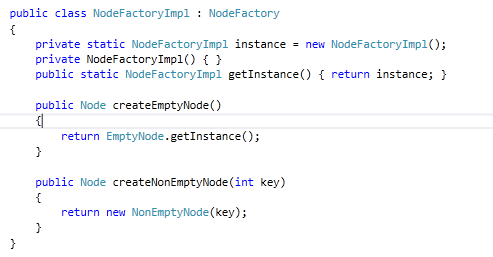 public class NodeFactoryImpl : NodeFactory
{
    private static NodeFactoryImpl instance = new NodeFactoryImpl();
    private NodeFactoryImpl() { }
    public static NodeFactoryImpl getInstance() { return instance; }

    public Node createEmptyNode()
    {
        return EmptyNode.getInstance();
    }

    public Node createNonEmptyNode(int key)
    {
        return new NonEmptyNode(key);
    }
}